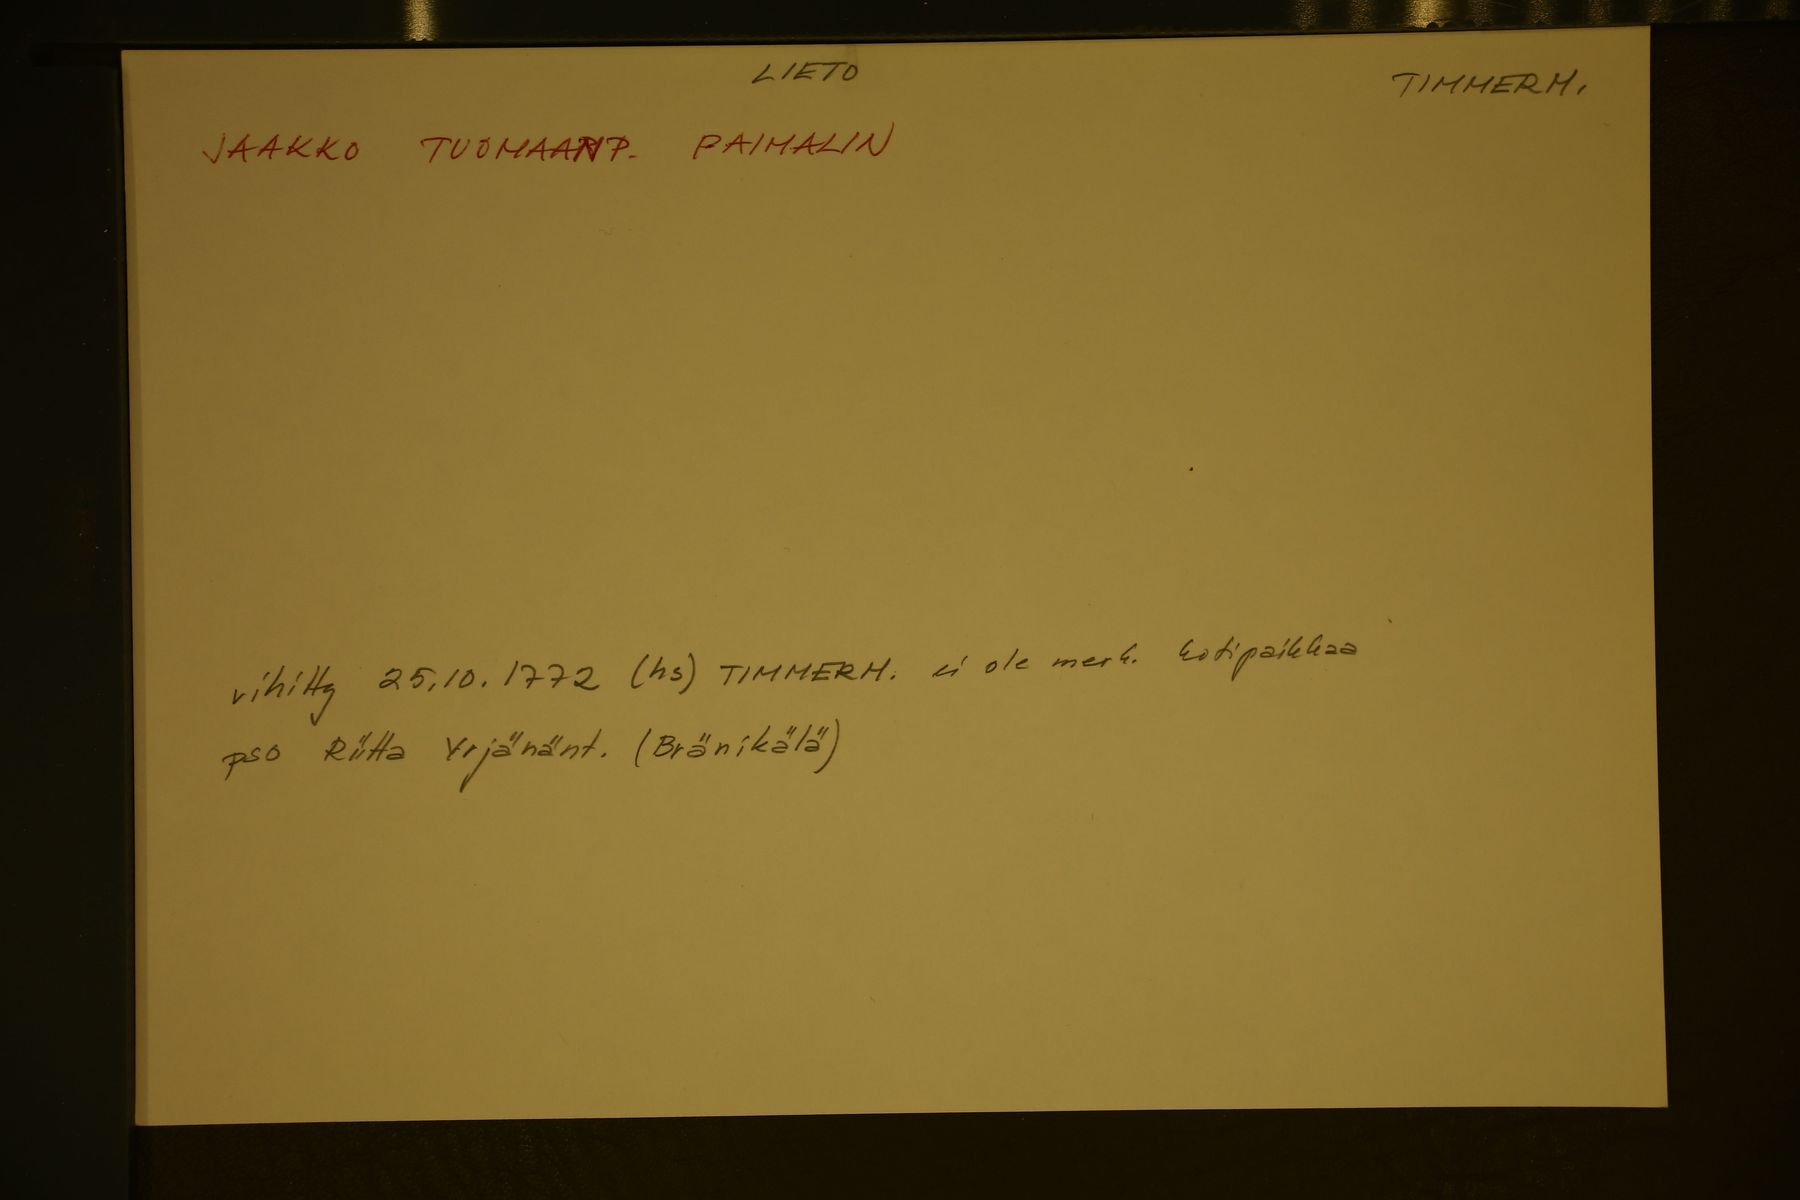 LIETO
TIMMERM.
JAAKKO TUOMAANP. PAIMALIN
vihitty 25.10.1772 (hs) TIMMERM. ei ole merk. kotipaikkaa
pso Riitta Yrjänänt. (Bränikälä)